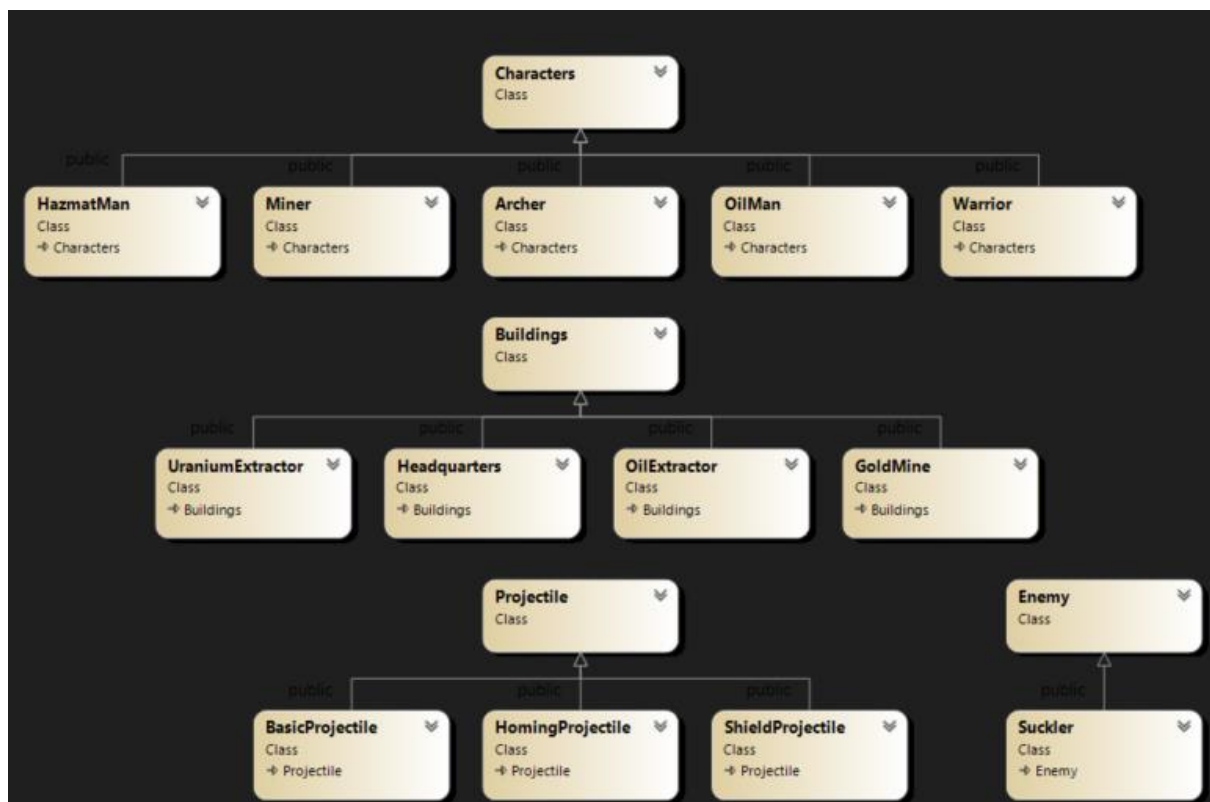 Characters
Class
public
public
public
public
public
HazmatMan
Class
Characters
Miner
Class
Characters
Archer
Class
Characters
OilMan
Class
Characters
Warrior
Class
Characters
Buildings
Class
public
public
public
public
UraniumExtractor
Class
Buildings
Headquarters
Class
Buildings
OilExtractor
Class
Buildings
GoldMine
Class
Buildings
Projectile
Class
Enemy
Class
public
public
public
public
BasicProjectile
Class
Projectile
HomingProjectile
Class
Projectile
ShieldProjectile
Class
Projectile
Suckler
Class
Enemy